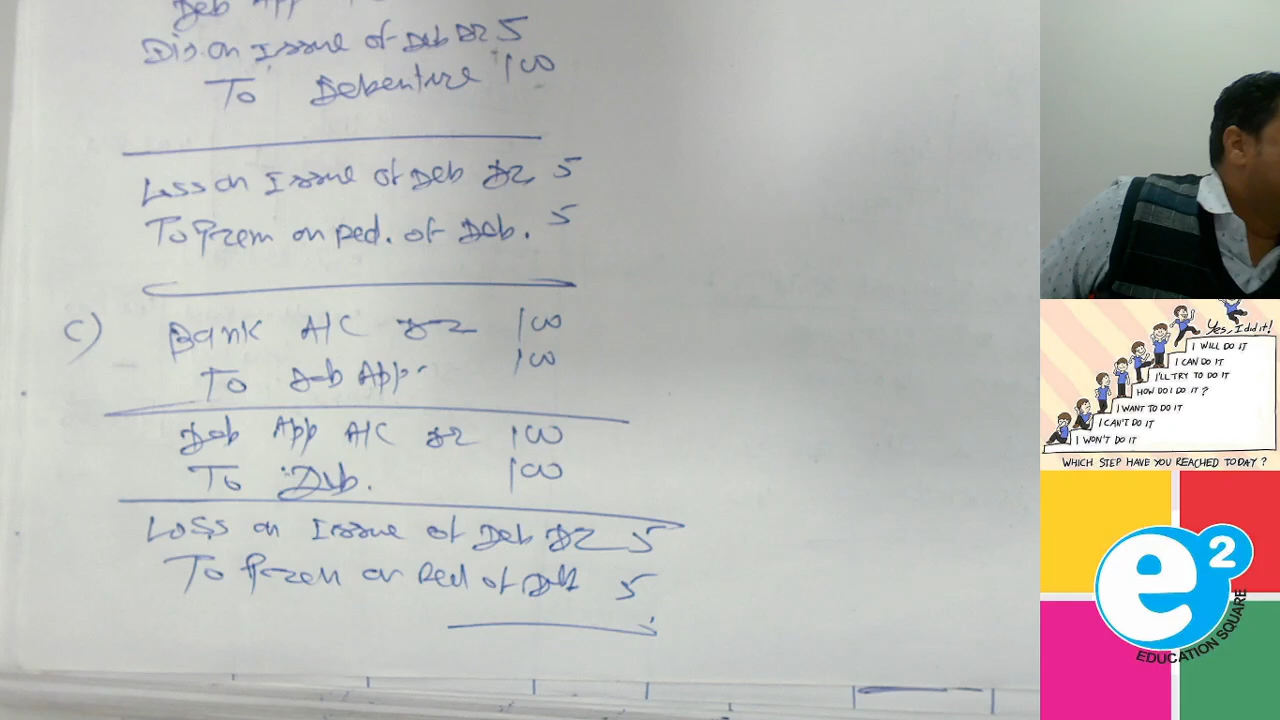 Deb App
Dis. on Issue of Deb Dr 5
To Debenture 100
Loss on Issue of Deb Dr 5
To Prem on Red. of Deb. 5
C) Bank A/C Dr 100
To Deb App. 100
Deb App A/C Dr 100
To Deb. 100
Loss on Issue of Deb Dr 5
To Prem on Red of Deb 5
Yes, I did it!
I WILL DO IT
I CAN DO IT
I'LL TRY TO DO IT
HOW DO I DO IT?
I WANT TO DO IT
I CAN'T DO IT
I WON'T DO IT
WHICH STEP HAVE YOU REACHED TODAY?
e2
EDUCATION SQUARE